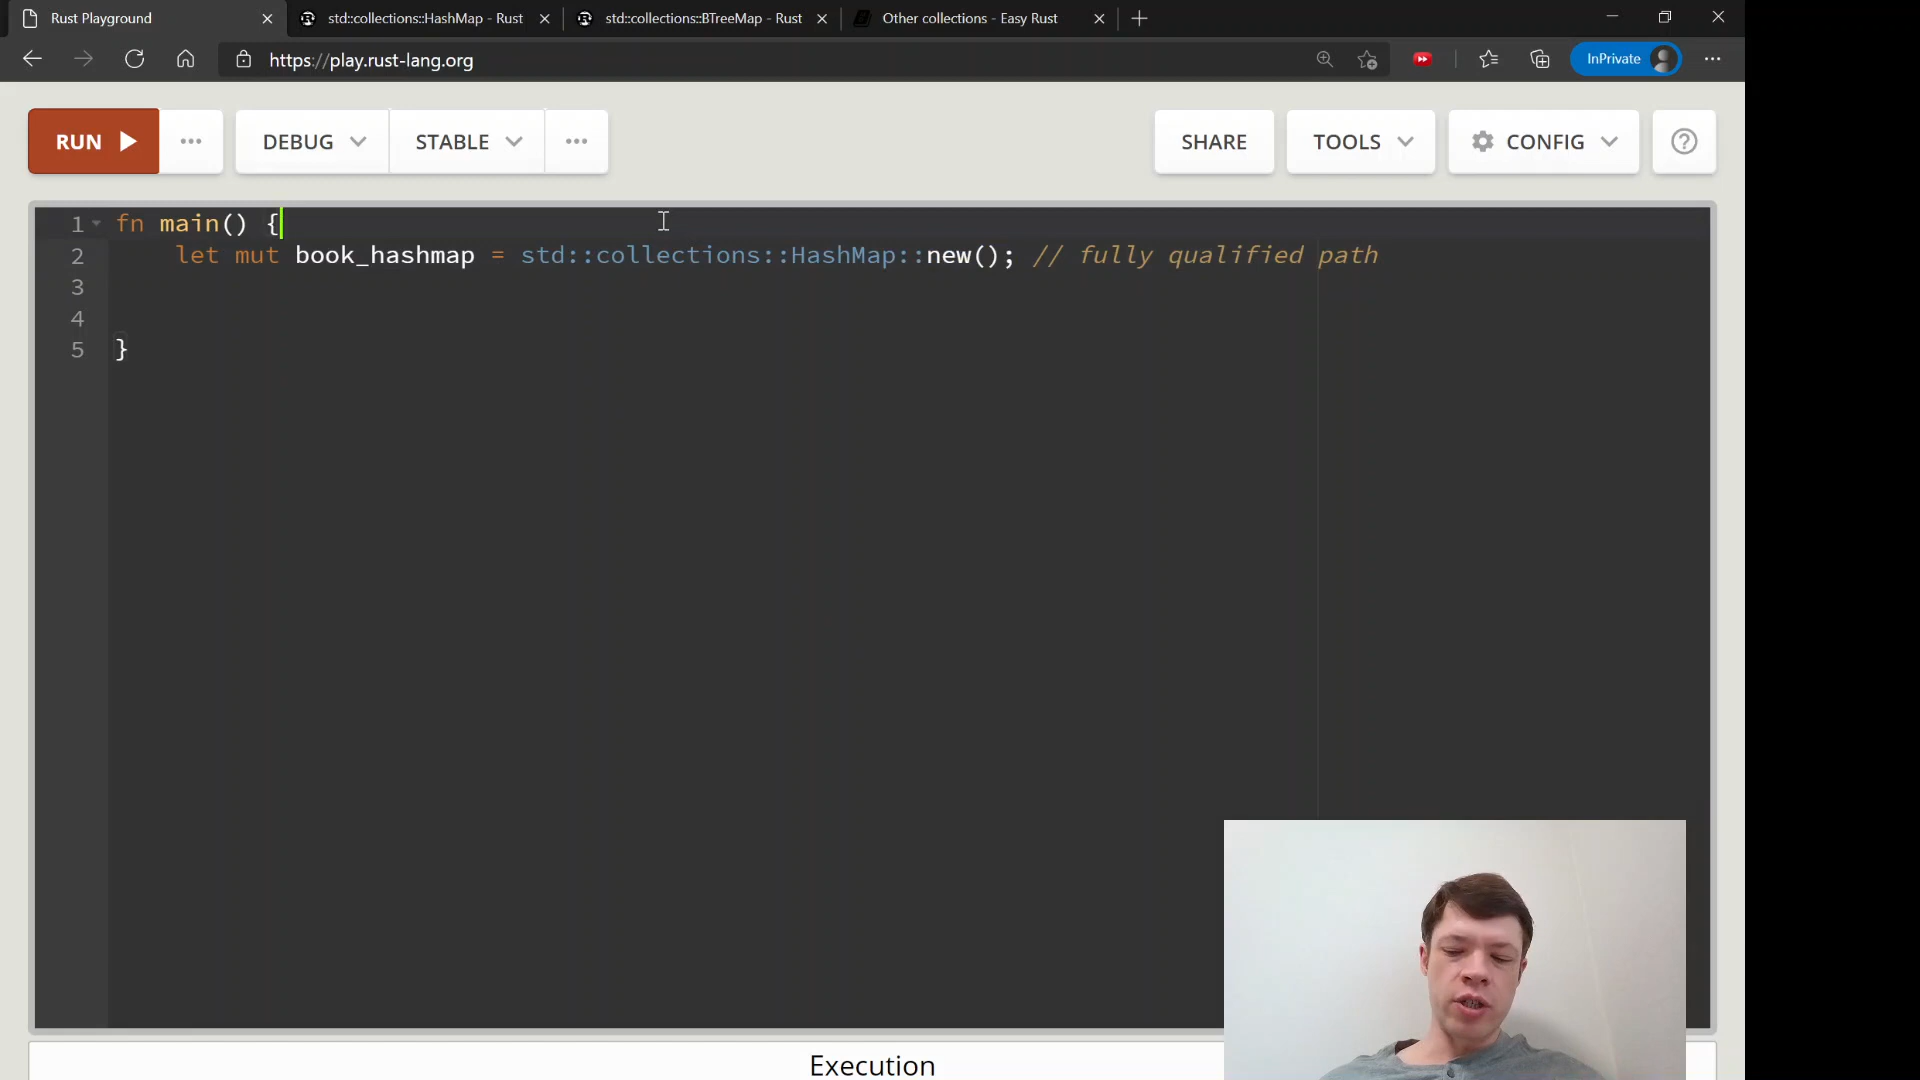 Rust Playground
std::collections::HashMap - Rust
std::collections::BTreeMap - Rust
Other collections - Easy Rust
https://play.rust-lang.org
InPrivate
RUN
DEBUG
STABLE
SHARE
TOOLS
CONFIG
1 fn main() {
2 let mut book_hashmap = std::collections::HashMap::new(); // fully qualified path
3
4
5 }
Execution